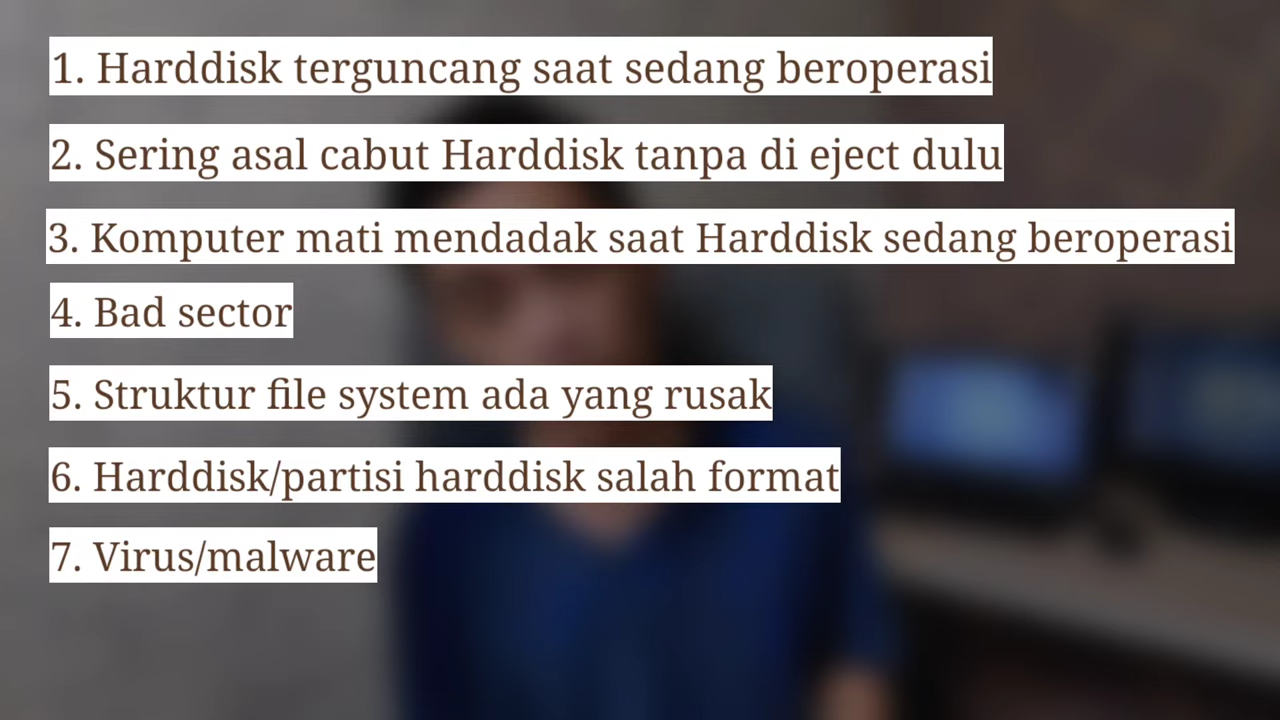 1. Harddisk terguncang saat sedang beroperasi
2. Sering asal cabut Harddisk tanpa di eject dulu
3. Komputer mati mendadak saat Harddisk sedang beroperasi
4. Bad sector
5. Struktur file system ada yang rusak
6. Harddisk/partisi harddisk salah format
7. Virus/malware